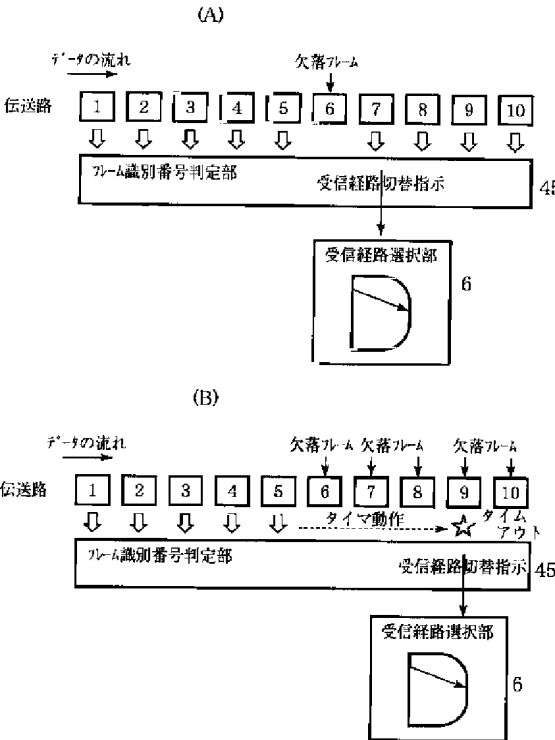 (A)
データの流れ
欠落フレーム
伝送路 1 2 3 4 5 6 7 8 9 10
フレーム識別番号判定部
受信経路切替指示
45
受信経路選択部
6
(B)
データの流れ
欠落フレーム 欠落フレーム 欠落フレーム
伝送路 1 2 3 4 5 6 7 8 9 10
タイマ動作
タイム
アウト
フレーム識別番号判定部
受信経路切替指示
45
受信経路選択部
6